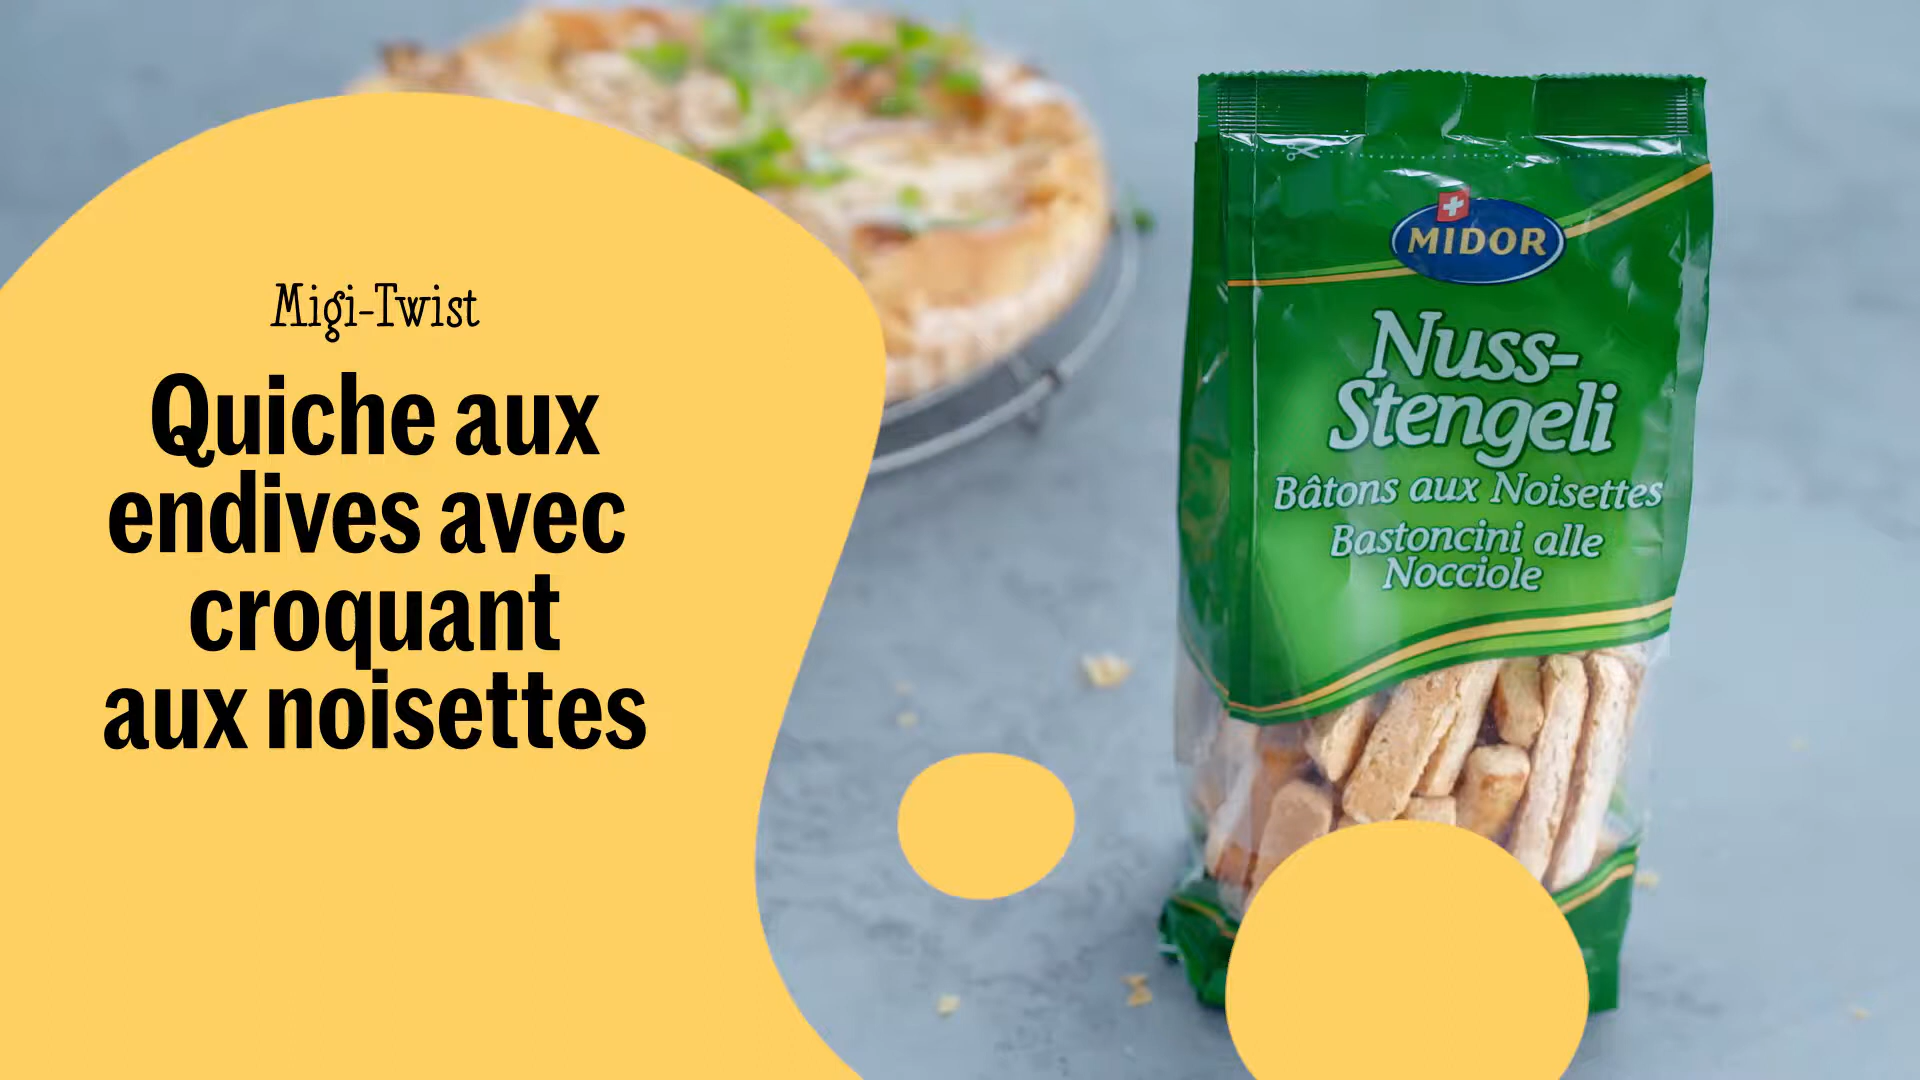 Migi-Twist
Quiche aux
endives avec
croquant
aux noisettes
MIDOR
Nuss-
Stengeli
Bâtons aux Noisettes
Bastoncini alle
Nocciole